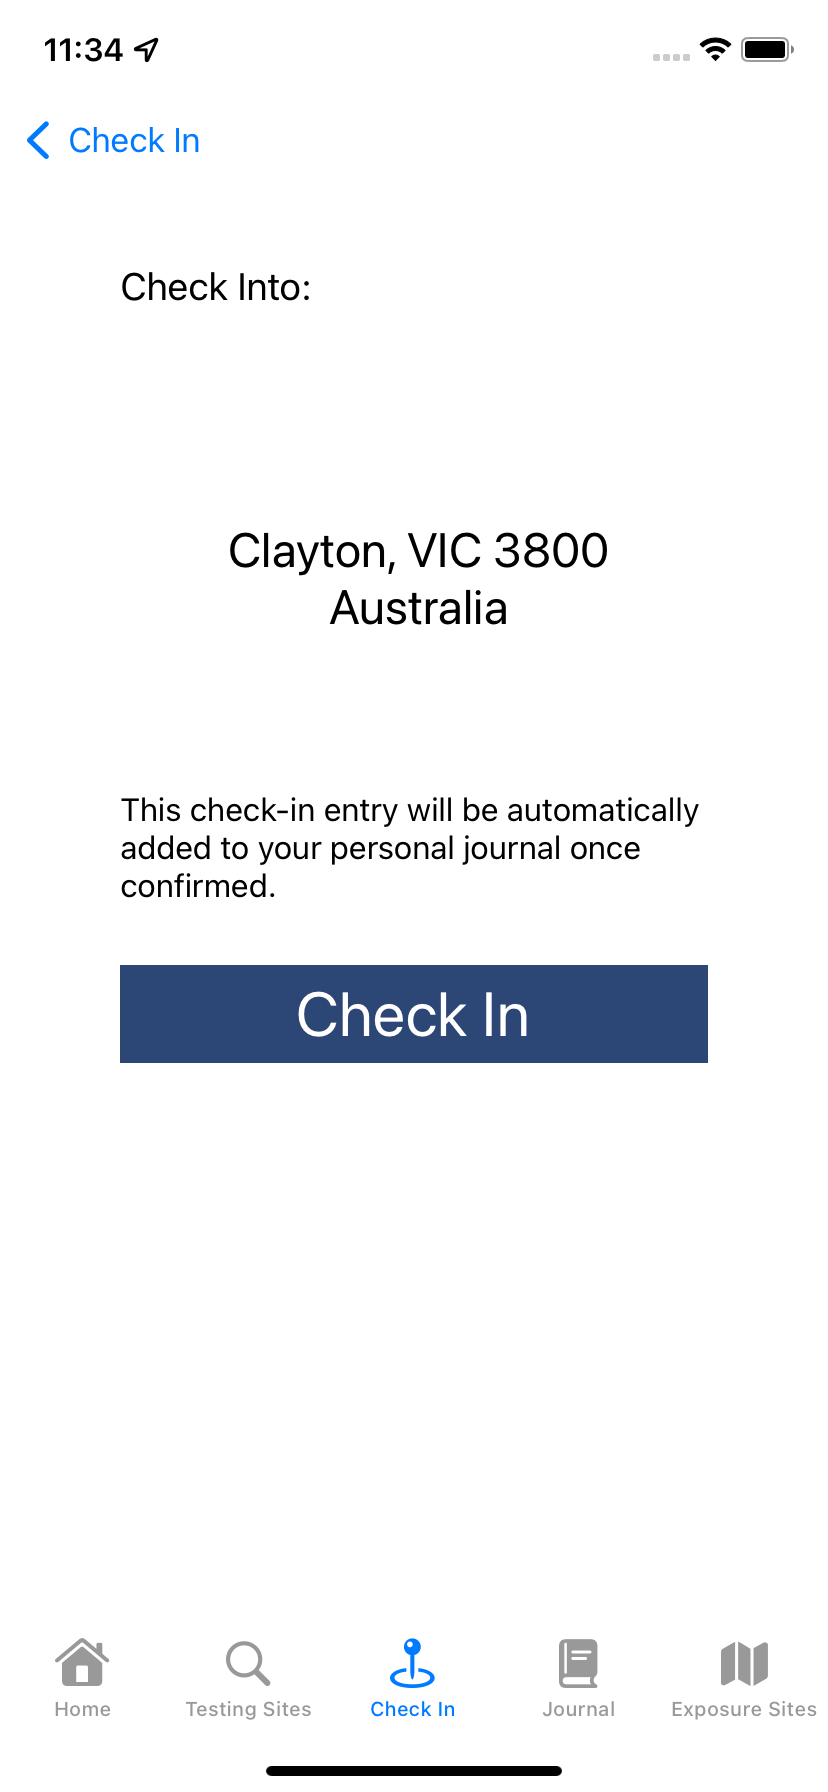 11:34
Check In
Check Into:
Clayton, VIC 3800
Australia
This check-in entry will be automatically
added to your personal journal once
confirmed.
Check In
Home
Testing Sites
Check In
Journal
Exposure Sites